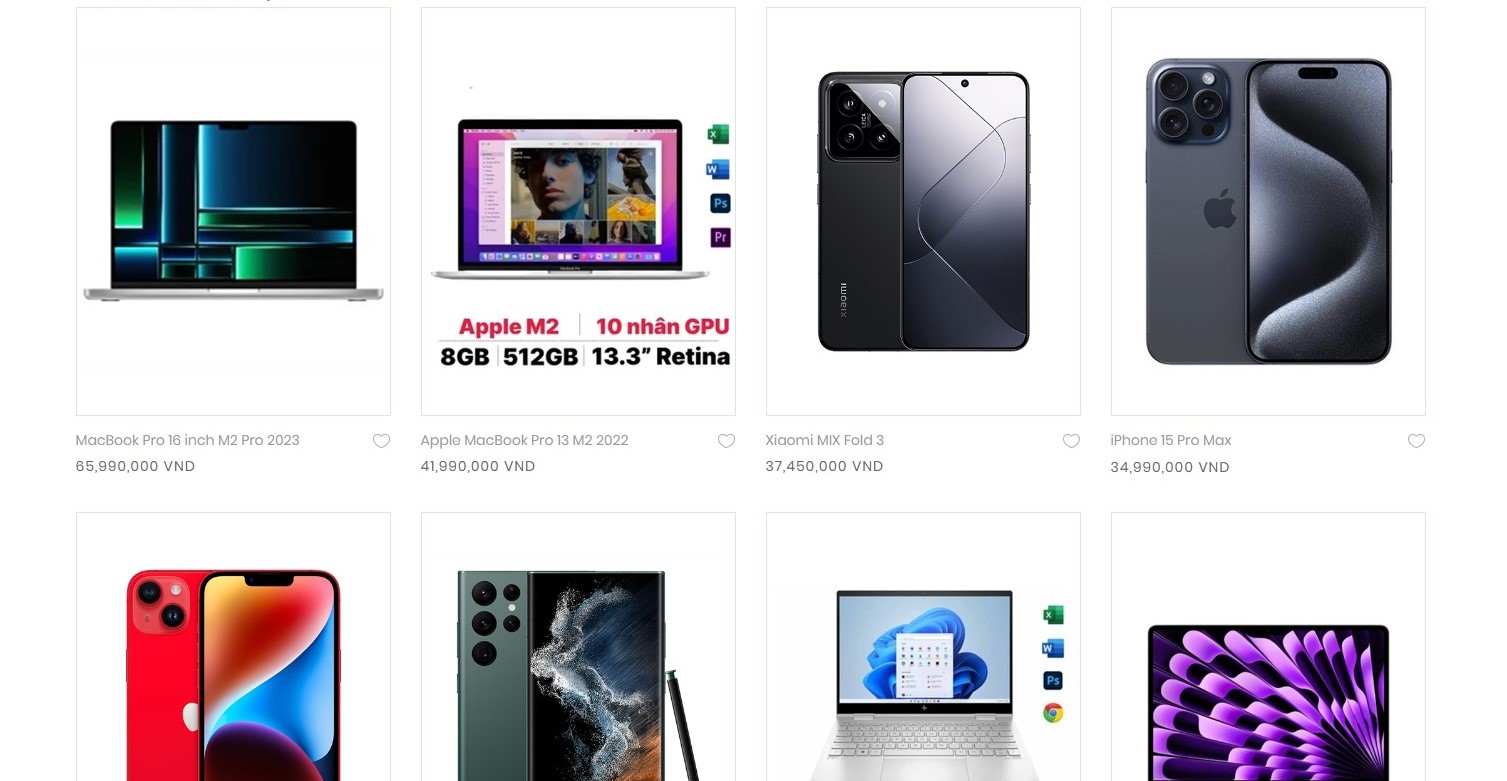 Apple M2 10 nhân GPU
8GB 512GB 13.3” Retina
LEICA
xiaomi
Ps
Pr
MacBook Pro 16 inch M2 Pro 2023
65,990,000 VND
Apple MacBook Pro 13 M2 2022
41,990,000 VND
Xiaomi MIX Fold 3
37,450,000 VND
iPhone 15 Pro Max
34,990,000 VND
Ps